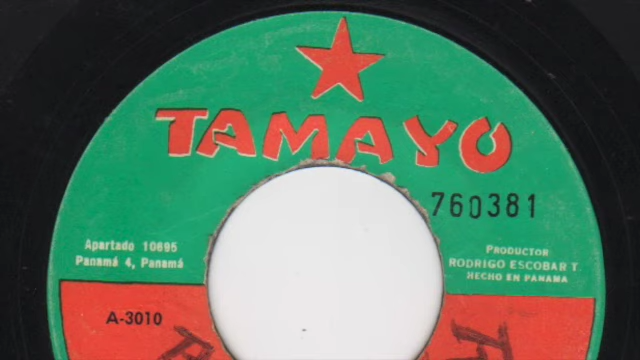 TAMAYO
760381
Apartado 10695
Panamá 4, Panamá
PRODUCTOR
RODRIGO ESCOBAR T.
HECHO EN PANAMA
A-3010